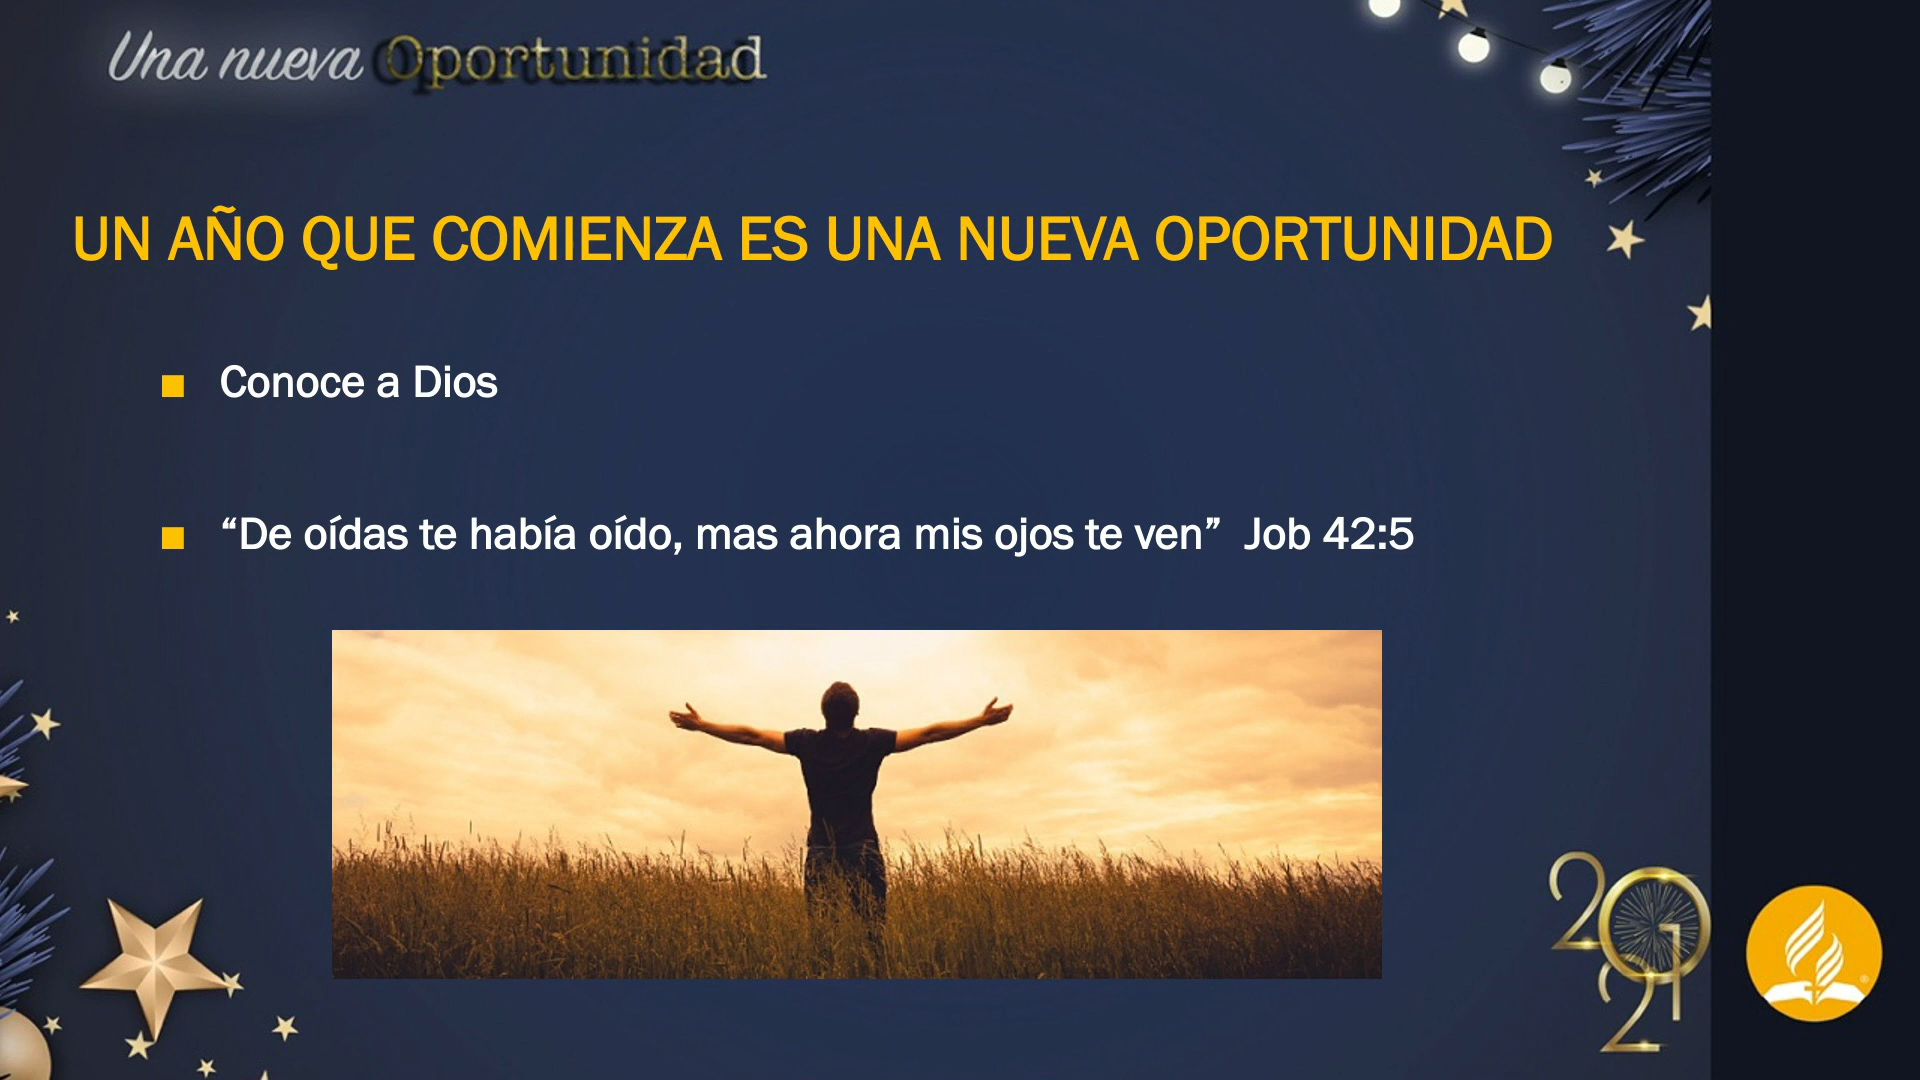 Una nueva Oportunidad
UN AÑO QUE COMIENZA ES UNA NUEVA OPORTUNIDAD
Conoce a Dios
“De oídas te había oído, mas ahora mis ojos te ven” Job 42:5
2021